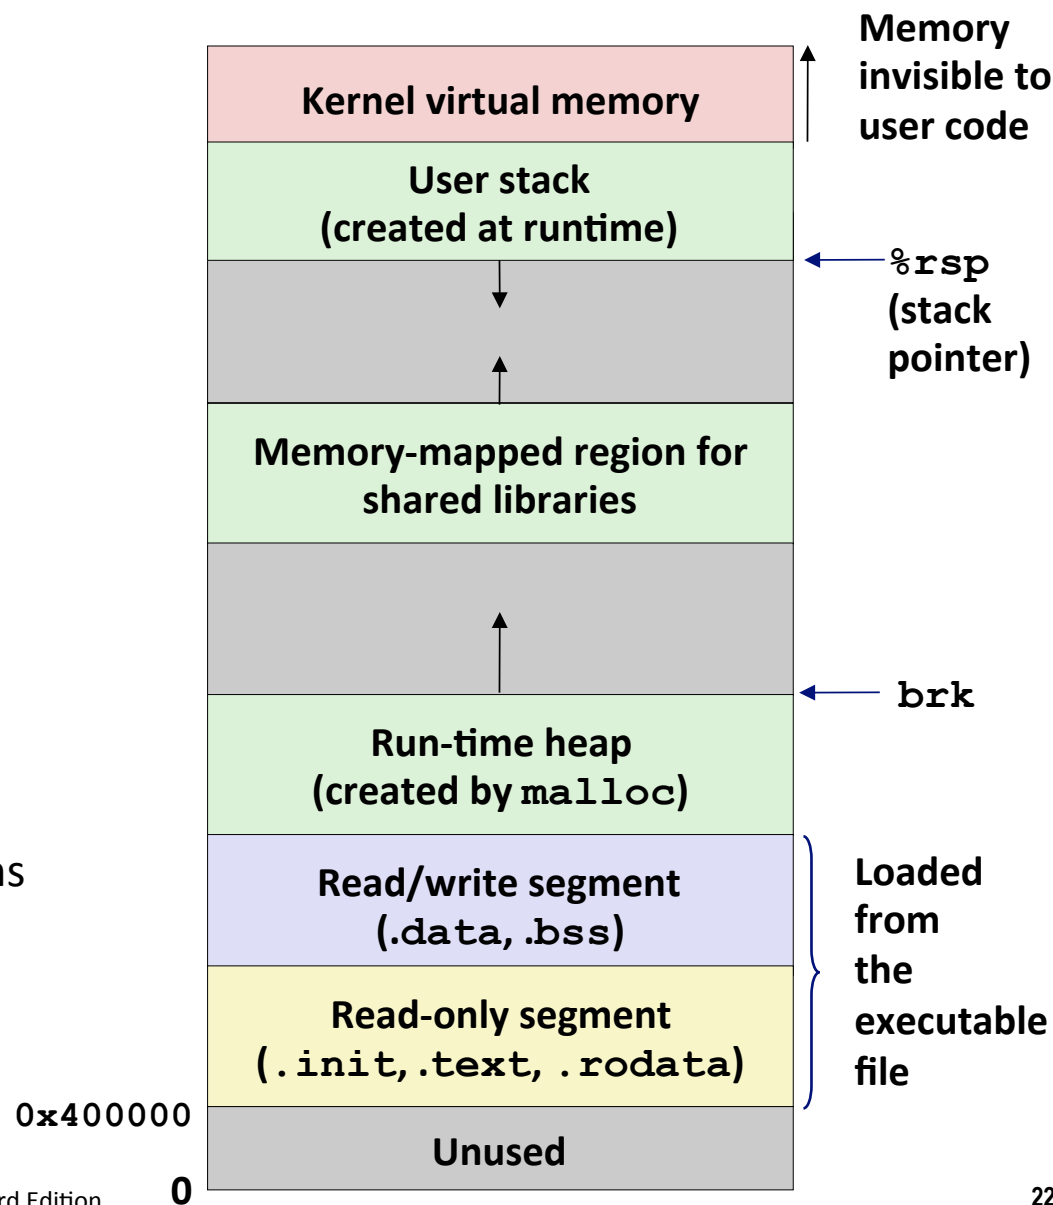 Memory
invisible to
user code
Kernel virtual memory
User stack
(created at runtime)
%rsp
(stack
pointer)
Memory-mapped region for
shared libraries
brk
Run-time heap
(created by malloc)
Read/write segment
(.data, .bss)
Loaded
from
the
executable
file
Read-only segment
(.init, .text, .rodata)
0x400000
Unused
0
22
Edition